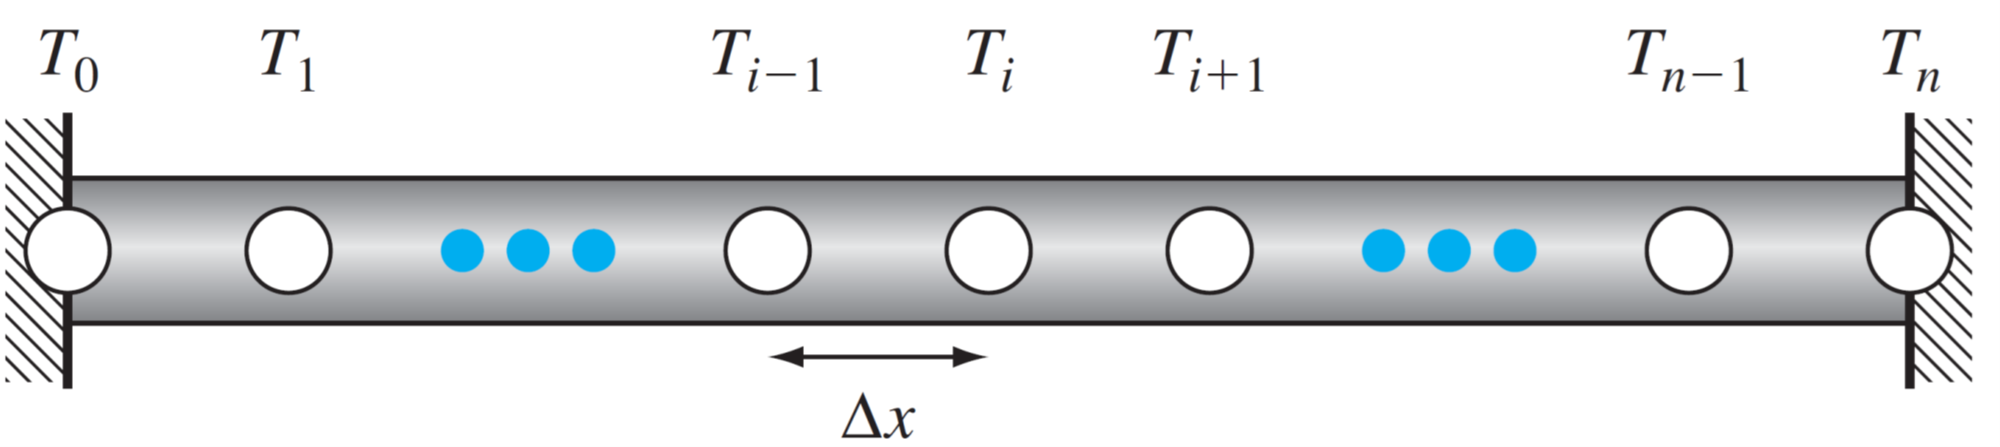 T₀ T₁ Tᵢ₋₁ Tᵢ Tᵢ₊₁ Tₙ₋₁ Tₙ
Δx